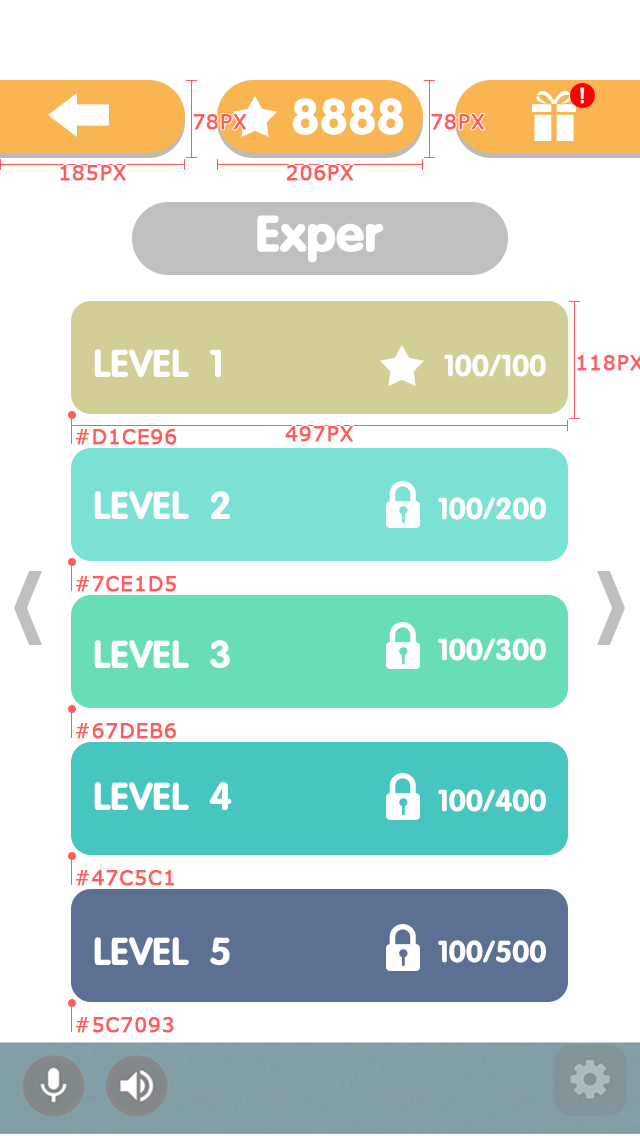 78PX
8888
78PX
!
185PX
206PX
Exper
LEVEL 1
100/100
118PX
#D1CE96
497PX
LEVEL 2
100/200
#7CE1D5
LEVEL 3
100/300
#67DEB6
LEVEL 4
100/400
#47C5C1
LEVEL 5
100/500
#5C7093